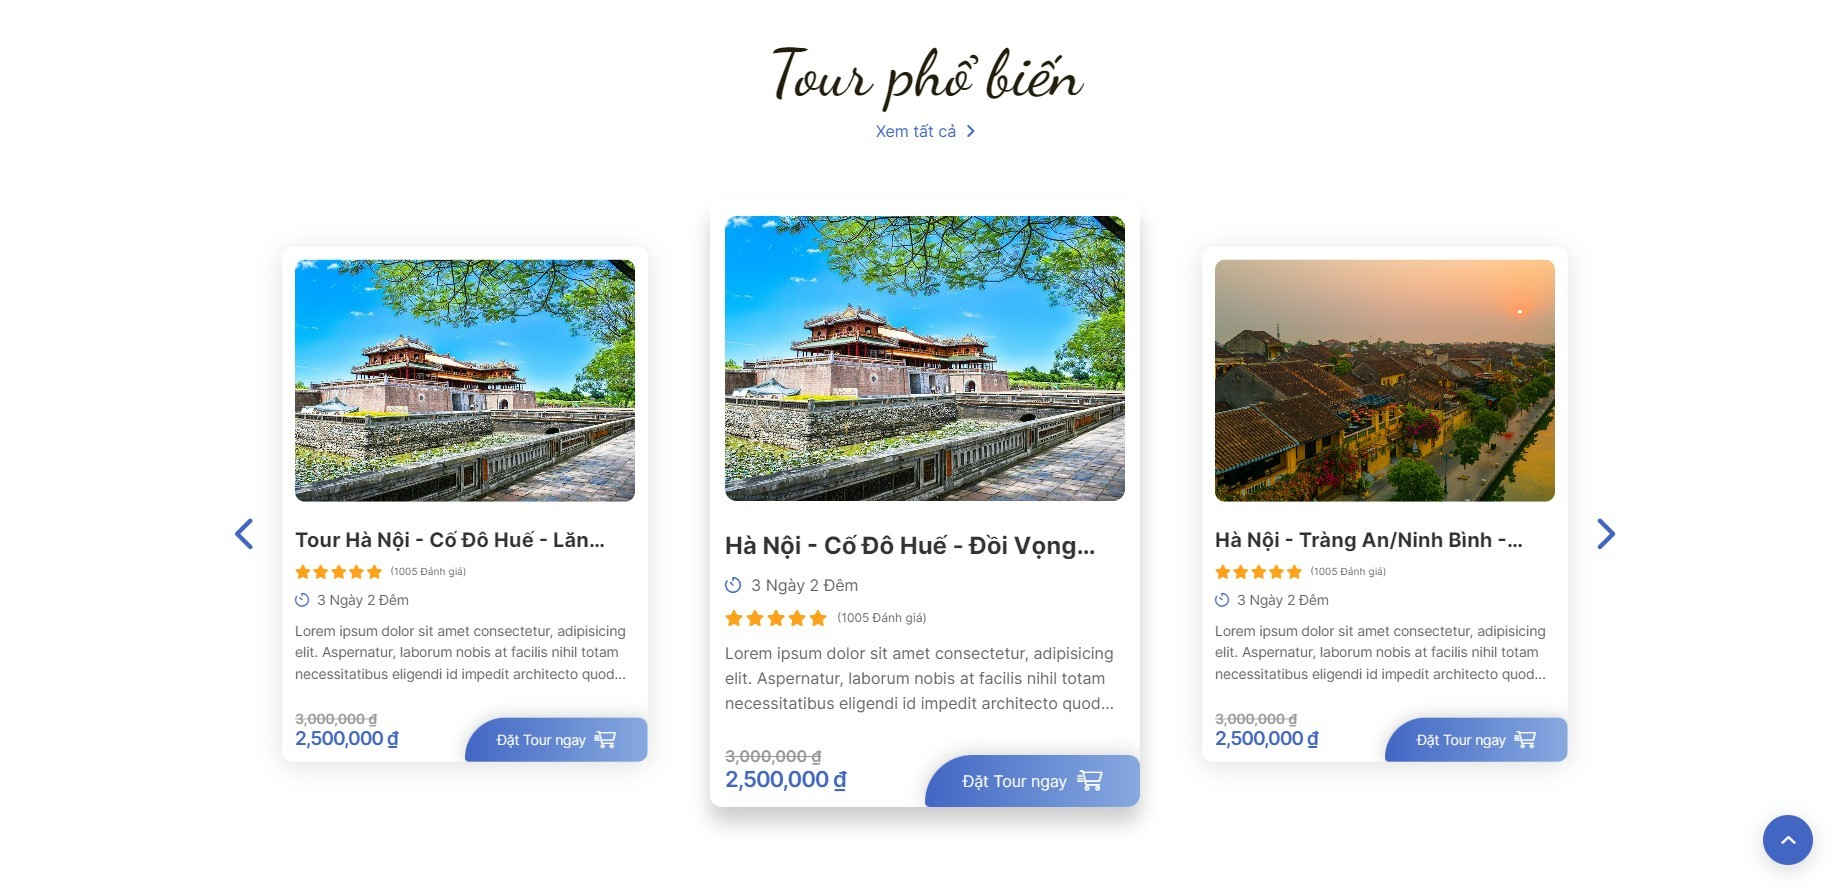 Tour phổ biến
Xem tất cả
Tour Hà Nội - Cố Đô Huế - Lăn...
(1005 Đánh giá)
3 Ngày 2 Đêm
Lorem ipsum dolor sit amet consectetur, adipisicing
elit. Aspernatur, laborum nobis at facilis nihil totam
necessitatibus eligendi id impedit architecto quod...
3,000,000 ₫
2,500,000 ₫
Đặt Tour ngay
Hà Nội - Cố Đô Huế - Đồi Vọng...
3 Ngày 2 Đêm
(1005 Đánh giá)
Lorem ipsum dolor sit amet consectetur, adipisicing
elit. Aspernatur, laborum nobis at facilis nihil totam
necessitatibus eligendi id impedit architecto quod...
3,000,000 ₫
2,500,000 ₫
Đặt Tour ngay
Hà Nội - Tràng An/Ninh Bình -...
(1005 Đánh giá)
3 Ngày 2 Đêm
Lorem ipsum dolor sit amet consectetur, adipisicing
elit. Aspernatur, laborum nobis at facilis nihil totam
necessitatibus eligendi id impedit architecto quod...
3,000,000 ₫
2,500,000 ₫
Đặt Tour ngay